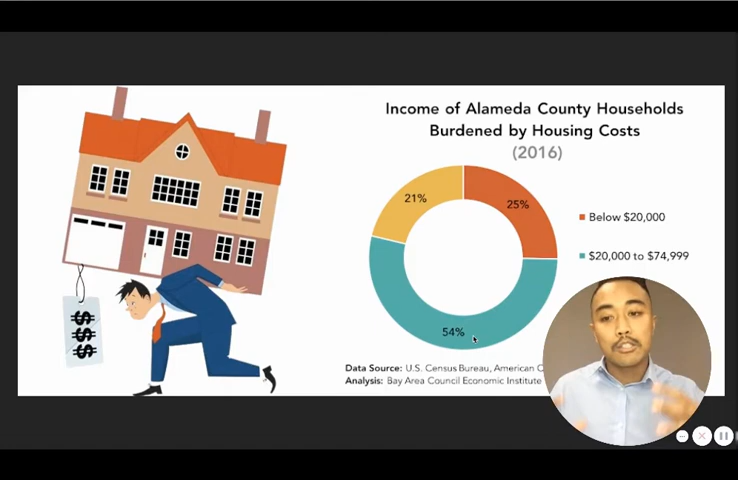 Income of Alameda County Households
Burdened by Housing Costs
(2016)
21%
25%
Below $20,000
$20,000 to $74,999
54%
$$$
Data Source: U.S. Census Bureau, American
Analysis: Bay Area Council Economic Institute